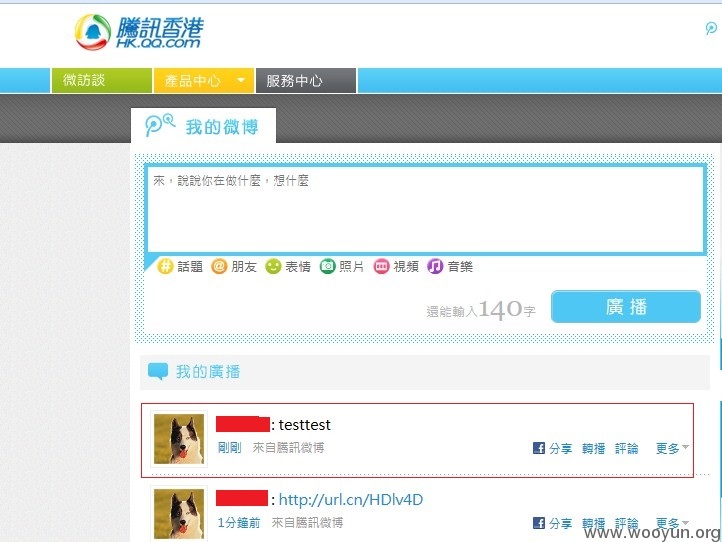 騰訊香港
HK.QQ.COM
微訪談 產品中心 服務中心
我的微博
來，說說你在做什麼，想什麼
# 話題 @ 朋友 表情 照片 視頻 音樂
還能輸入140字 廣播
我的廣播
: testtest
剛剛 來自騰訊微博 f 分享 轉播 評論 更多
: http://url.cn/HDlv4D
1分鐘前 來自騰訊微博 f 分享 轉播 評論 更多
www.wooyun.org